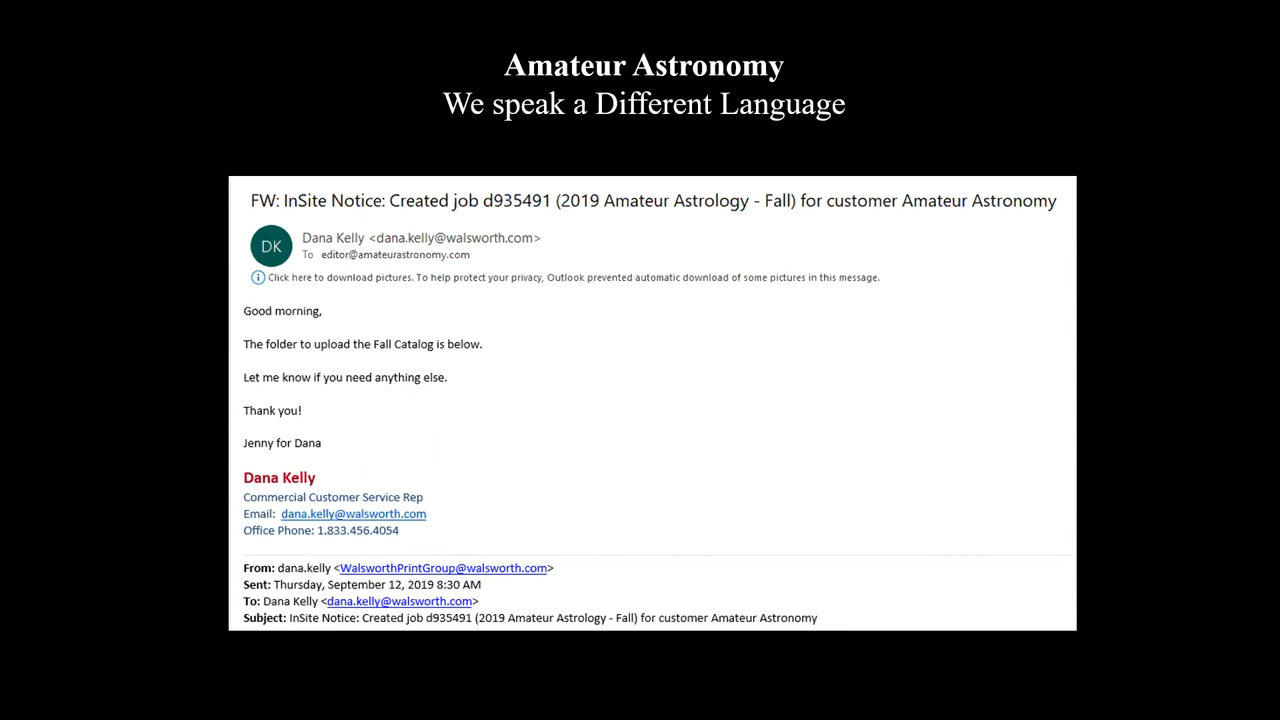 Amateur Astronomy
We speak a Different Language
FW: InSite Notice: Created job d935491 (2019 Amateur Astrology - Fall) for customer Amateur Astronomy
DK
Dana Kelly <dana.kelly@walsworth.com>
To editor@amateurastronomy.com
Click here to download pictures. To help protect your privacy, Outlook prevented automatic download of some pictures in this message.
Good morning,
The folder to upload the Fall Catalog is below.
Let me know if you need anything else.
Thank you!
Jenny for Dana
Dana Kelly
Commercial Customer Service Rep
Email: dana.kelly@walsworth.com
Office Phone: 1.833.456.4054
From: dana.kelly <WalsworthPrintGroup@walsworth.com>
Sent: Thursday, September 12, 2019 8:30 AM
To: Dana Kelly <dana.kelly@walsworth.com>
Subject: InSite Notice: Created job d935491 (2019 Amateur Astrology - Fall) for customer Amateur Astronomy